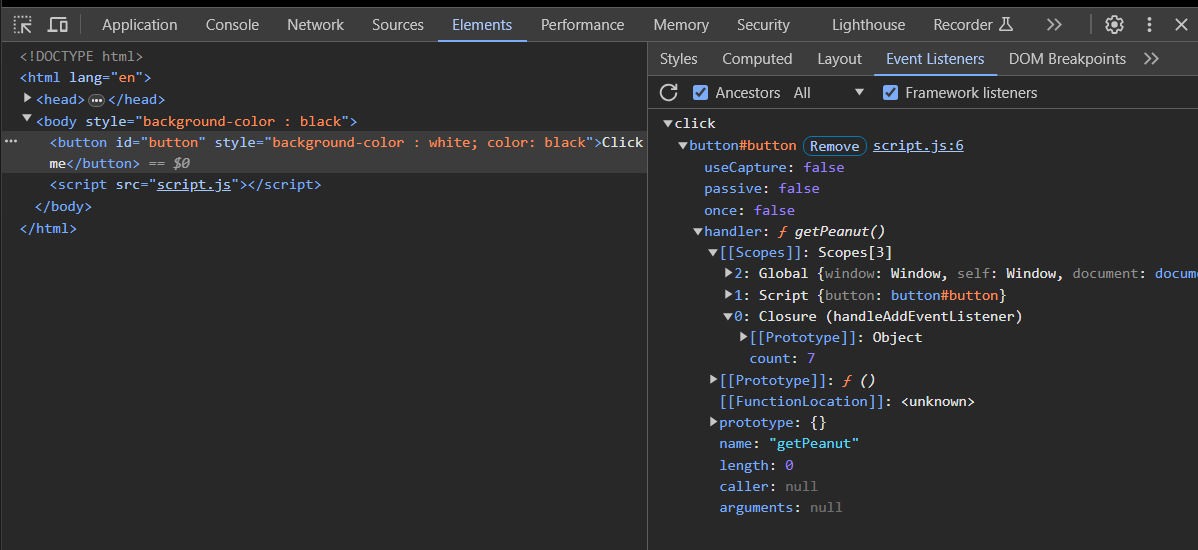 Application Console Network Sources Elements Performance Memory Security Lighthouse Recorder
<!DOCTYPE html>
<html lang="en">
<head> ••• </head>
<body style="background-color : black">
<button id="button" style="background-color : white; color: black">Click
me</button> == $0
<script src="script.js"></script>
</body>
</html>
Styles Computed Layout Event Listeners DOM Breakpoints
Ancestors All Framework listeners
click
button#button Remove script.js:6
useCapture: false
passive: false
once: false
handler: ƒ getPeanut()
[[Scopes]]: Scopes[3]
2: Global {window: Window, self: Window, document: docume
1: Script {button: button#button}
0: Closure (handleAddEventListener)
[[Prototype]]: Object
count: 7
[[Prototype]]: ƒ ()
[[FunctionLocation]]: <unknown>
prototype: {}
name: "getPeanut"
length: 0
caller: null
arguments: null